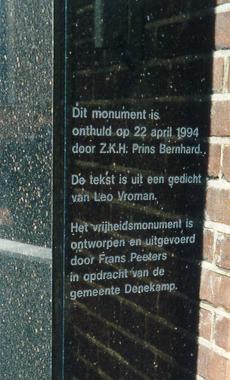 Dit monument is
onthuld op 22 april 1994
door Z.K.H. Prins Bernhard.
De tekst is uit een gedicht
van Leo Vroman.
Het vrijheidsmonument is
ontworpen en uitgevoerd
door Frans Peeters
in opdracht van de
gemeente Denekamp.